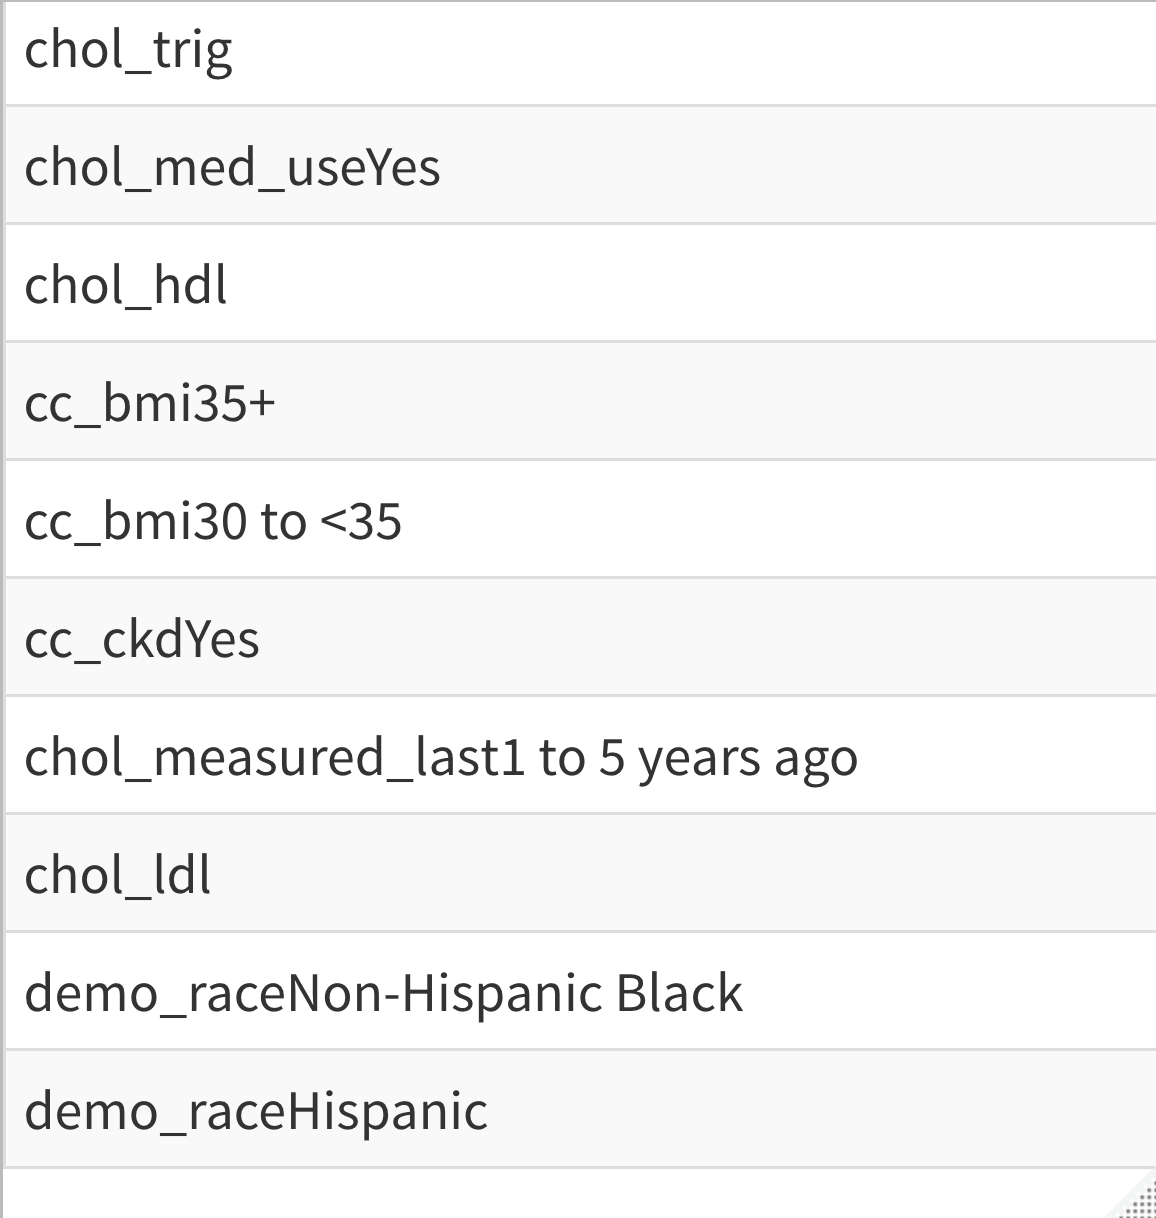 chol_trig
chol_med_useYes
chol_hdl
cc_bmi35+
cc_bmi30 to <35
cc_ckdYes
chol_measured_last1 to 5 years ago
chol_ldl
demo_raceNon-Hispanic Black
demo_raceHispanic